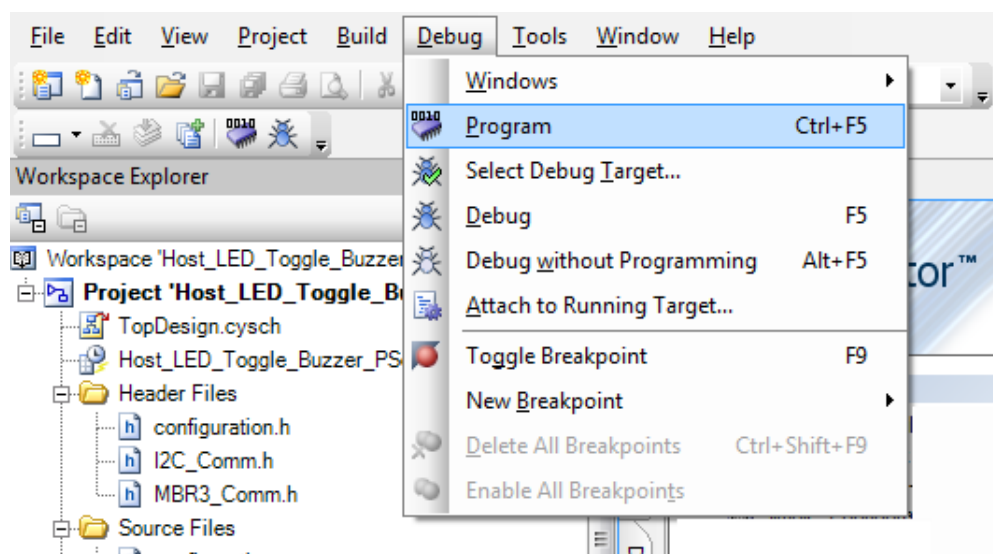 File Edit View Project Build Debug Tools Window Help
Windows
Program Ctrl+F5
Select Debug Target...
Debug F5
Debug without Programming Alt+F5
Attach to Running Target...
Toggle Breakpoint F9
New Breakpoint
Delete All Breakpoints Ctrl+Shift+F9
Enable All Breakpoints
Workspace Explorer
Workspace 'Host_LED_Toggle_Buzzer
Project 'Host_LED_Toggle_B
TopDesign.cysch
Host_LED_Toggle_Buzzer_PS
Header Files
configuration.h
I2C_Comm.h
MBR3_Comm.h
Source Files
tor™